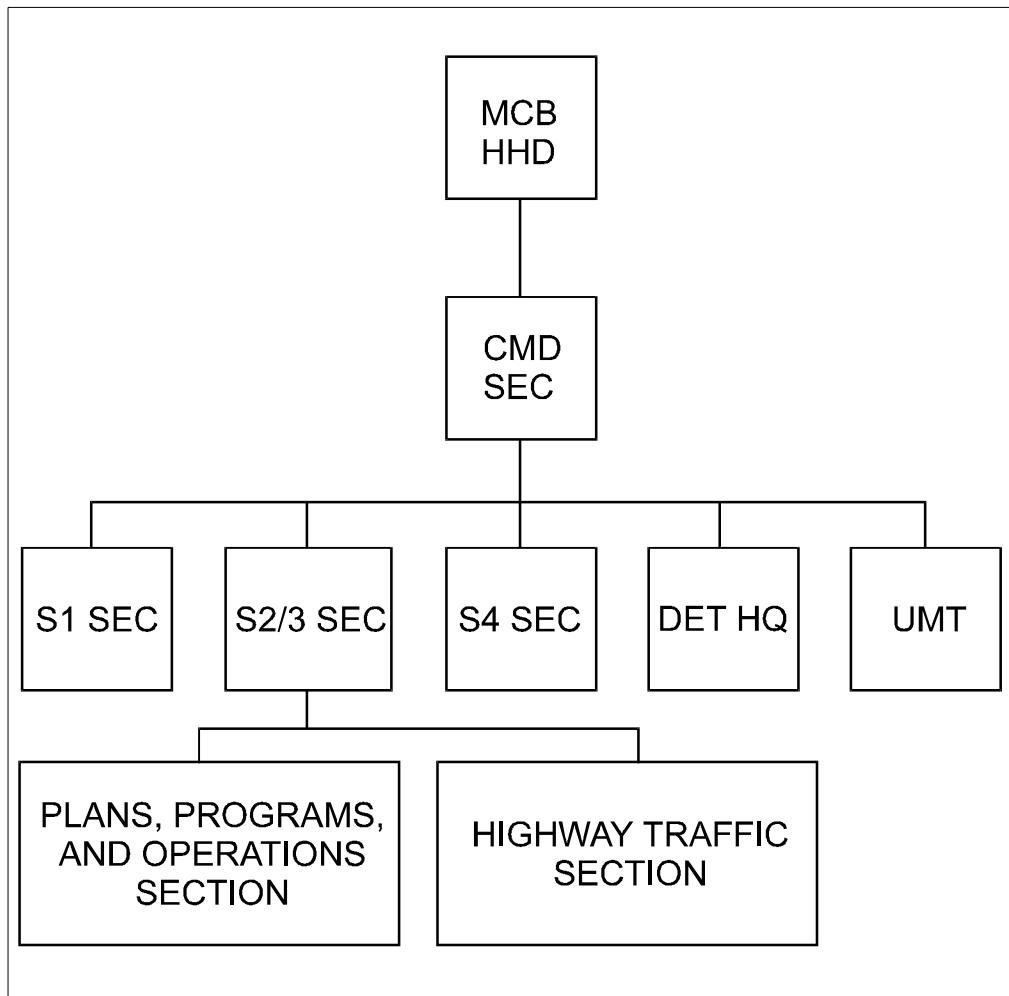 MCB
HHD
CMD
SEC
S1 SEC
S2/3 SEC
S4 SEC
DET HQ
UMT
PLANS, PROGRAMS,
AND OPERATIONS
SECTION
HIGHWAY TRAFFIC
SECTION